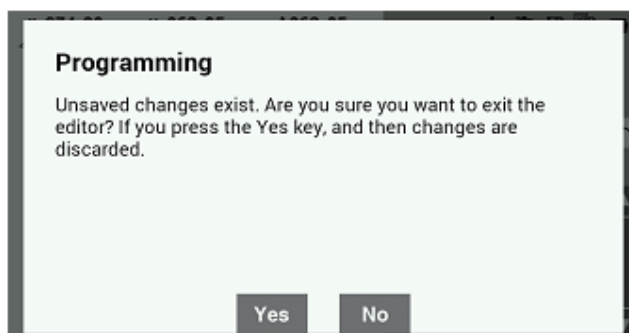 Programming
Unsaved changes exist. Are you sure you want to exit the
editor? If you press the Yes key, and then changes are
discarded.
Yes No